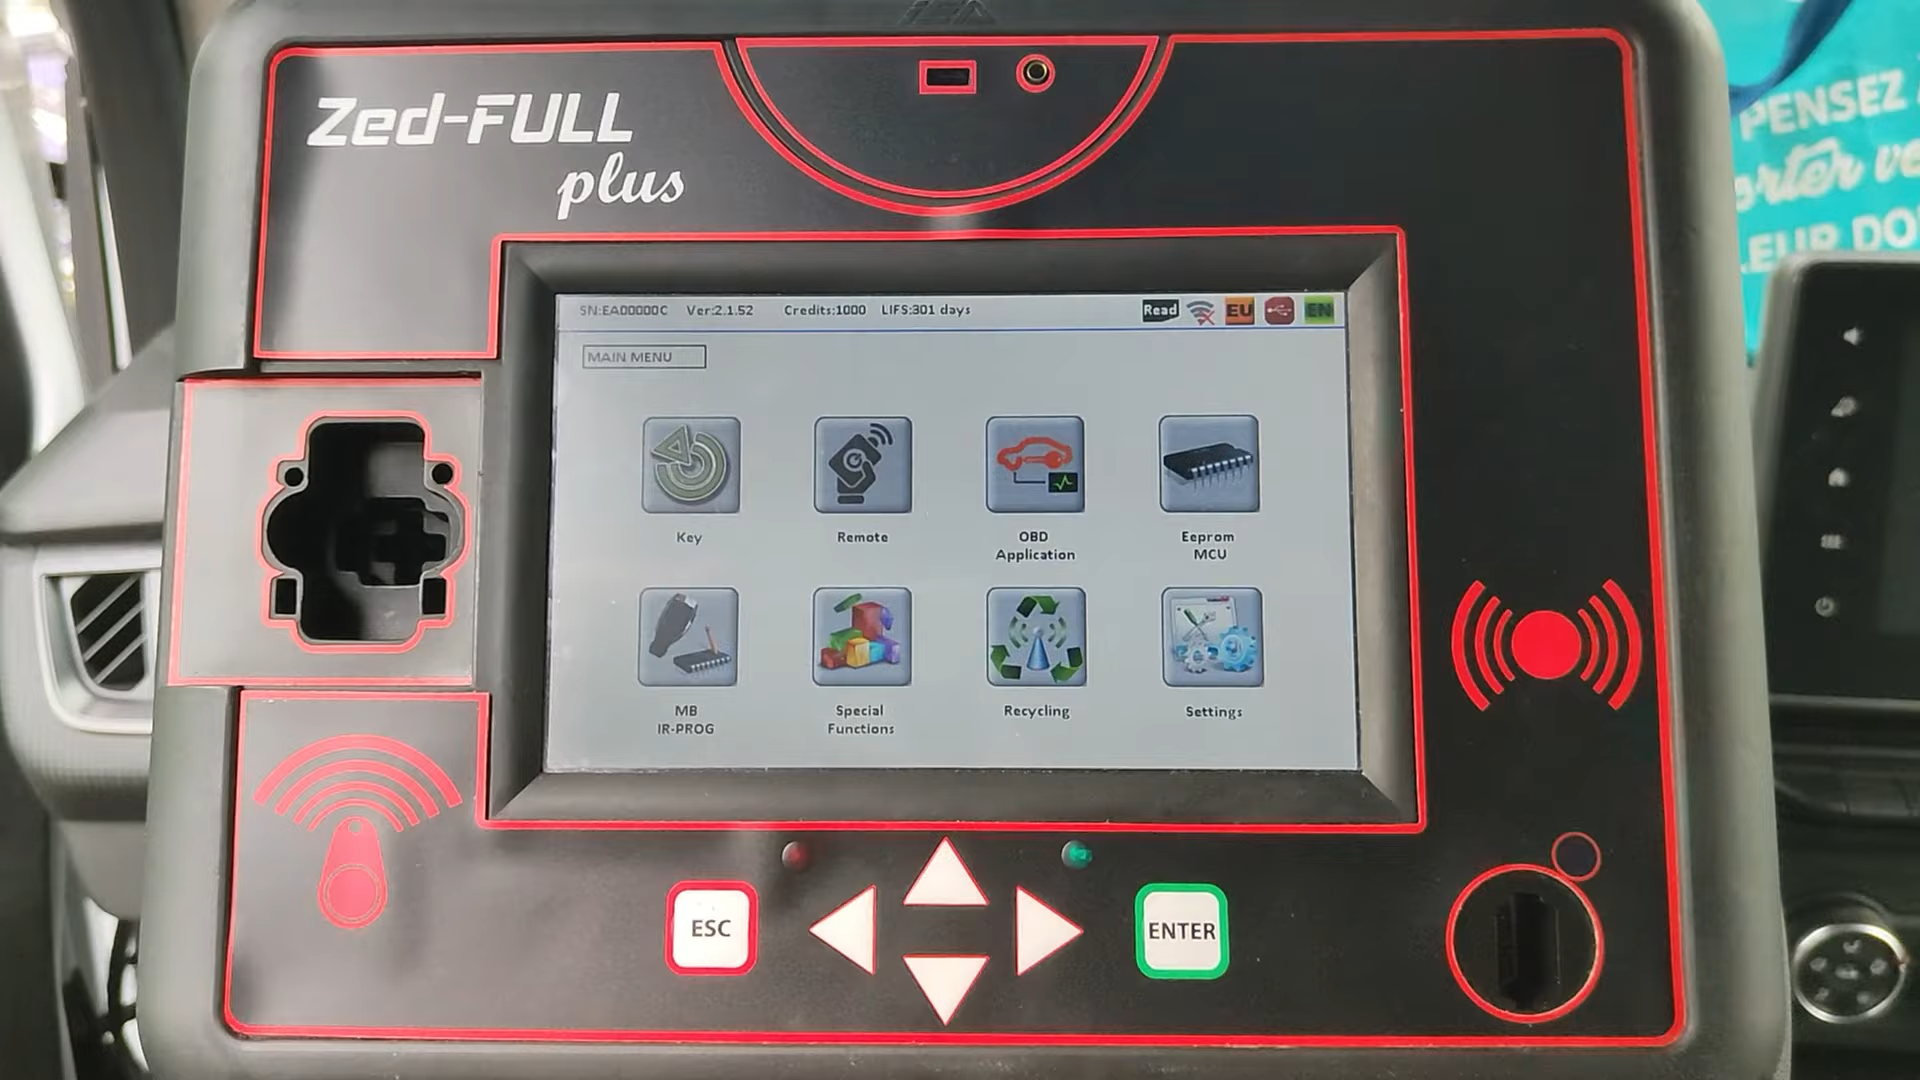 Zed-FULL
plus
SN:EA00000C Ver:2.1.52 Credits:1000 LIFS:301 days Read EU EN
MAIN MENU
Key
Remote
OBD
Application
Eeprom
MCU
MB
IR-PROG
Special
Functions
Recycling
Settings
ESC
ENTER
PENSEZ